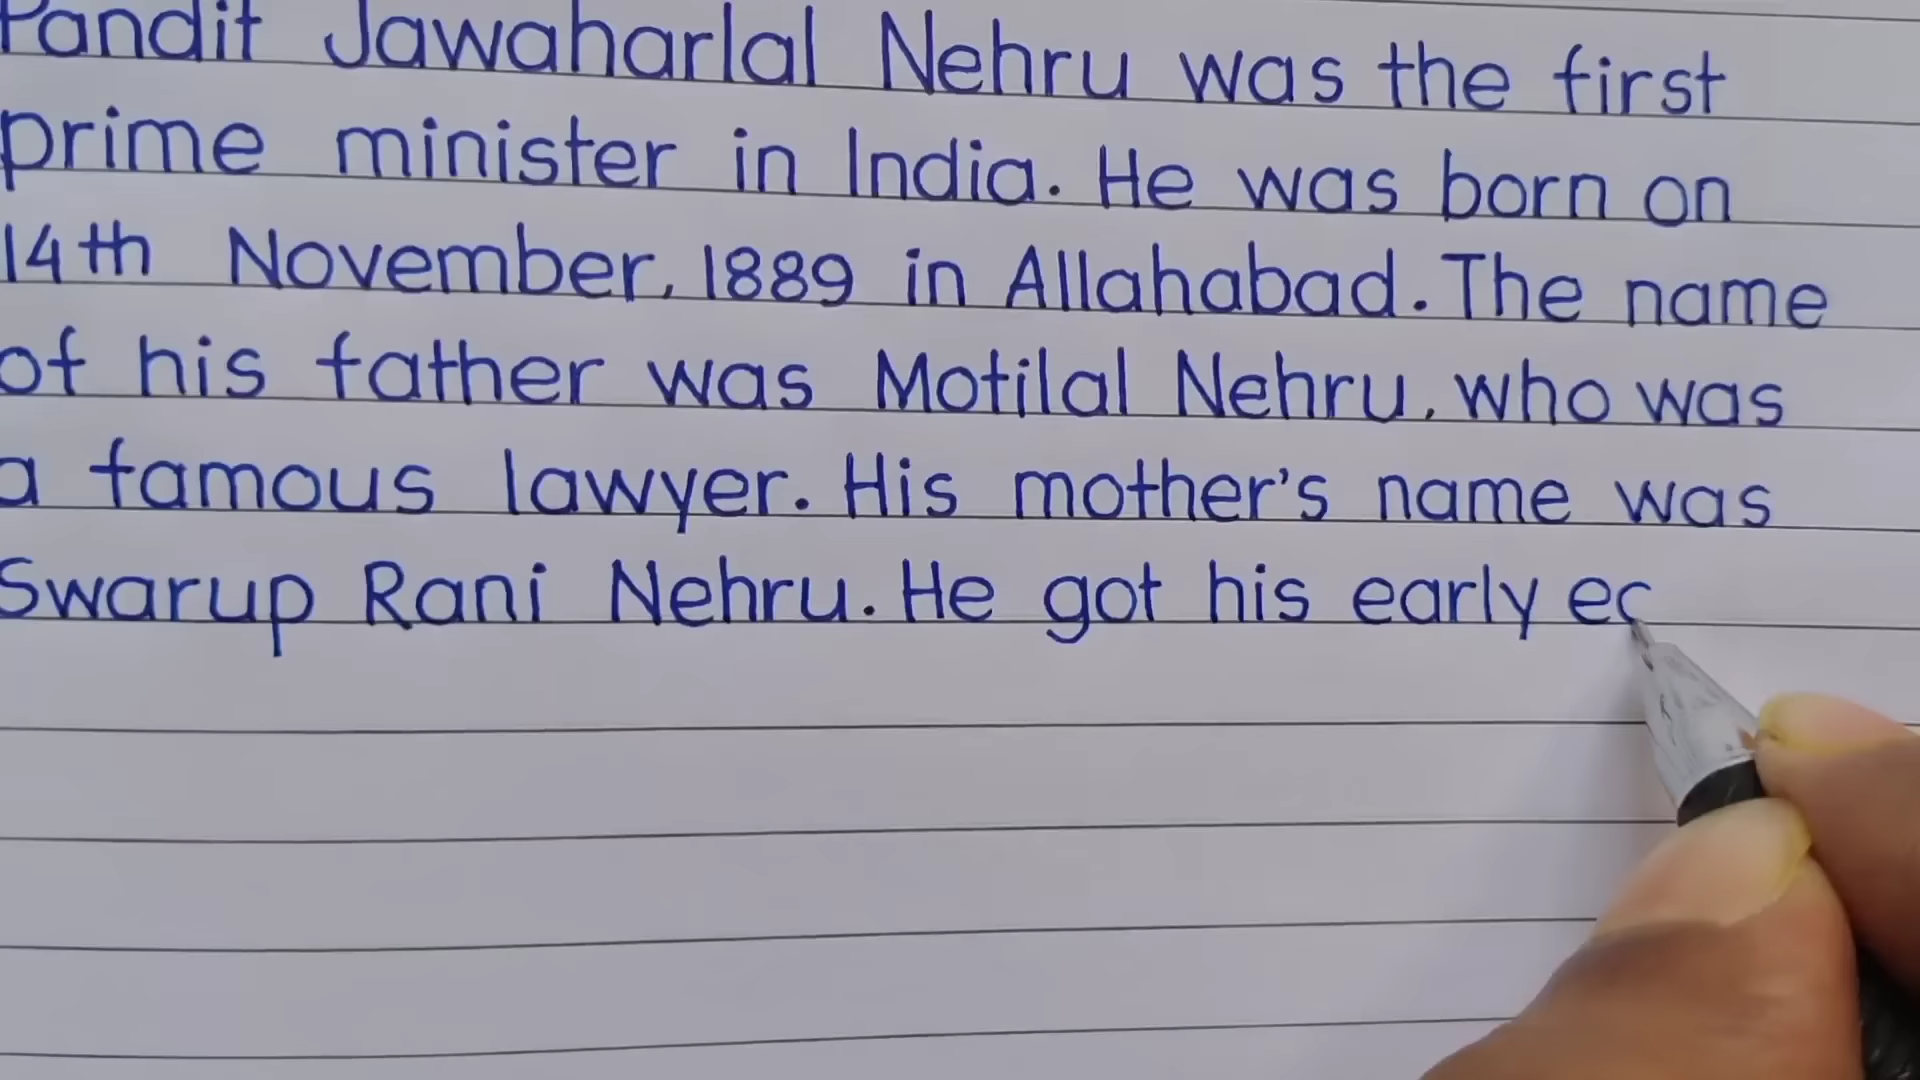 Pandit Jawaharlal Nehru was the first
prime minister in India. He was born on
14th November, 1889 in Allahabad. The name
of his father was Motilal Nehru, who was
a famous lawyer. His mother's name was
Swarup Rani Nehru. He got his early ec